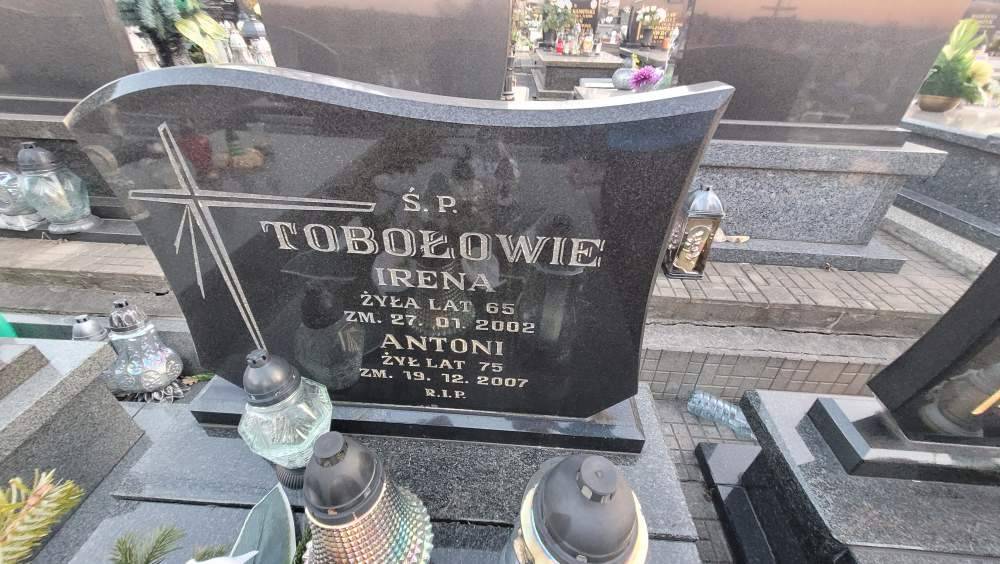 Ś. P.
TOBOŁOWIE
IRENA
ŻYŁA LAT 65
ZM. 27. 01. 2002
ANTONI
ŻYŁ LAT 75
ZM. 19. 12. 2007
R.I.P.